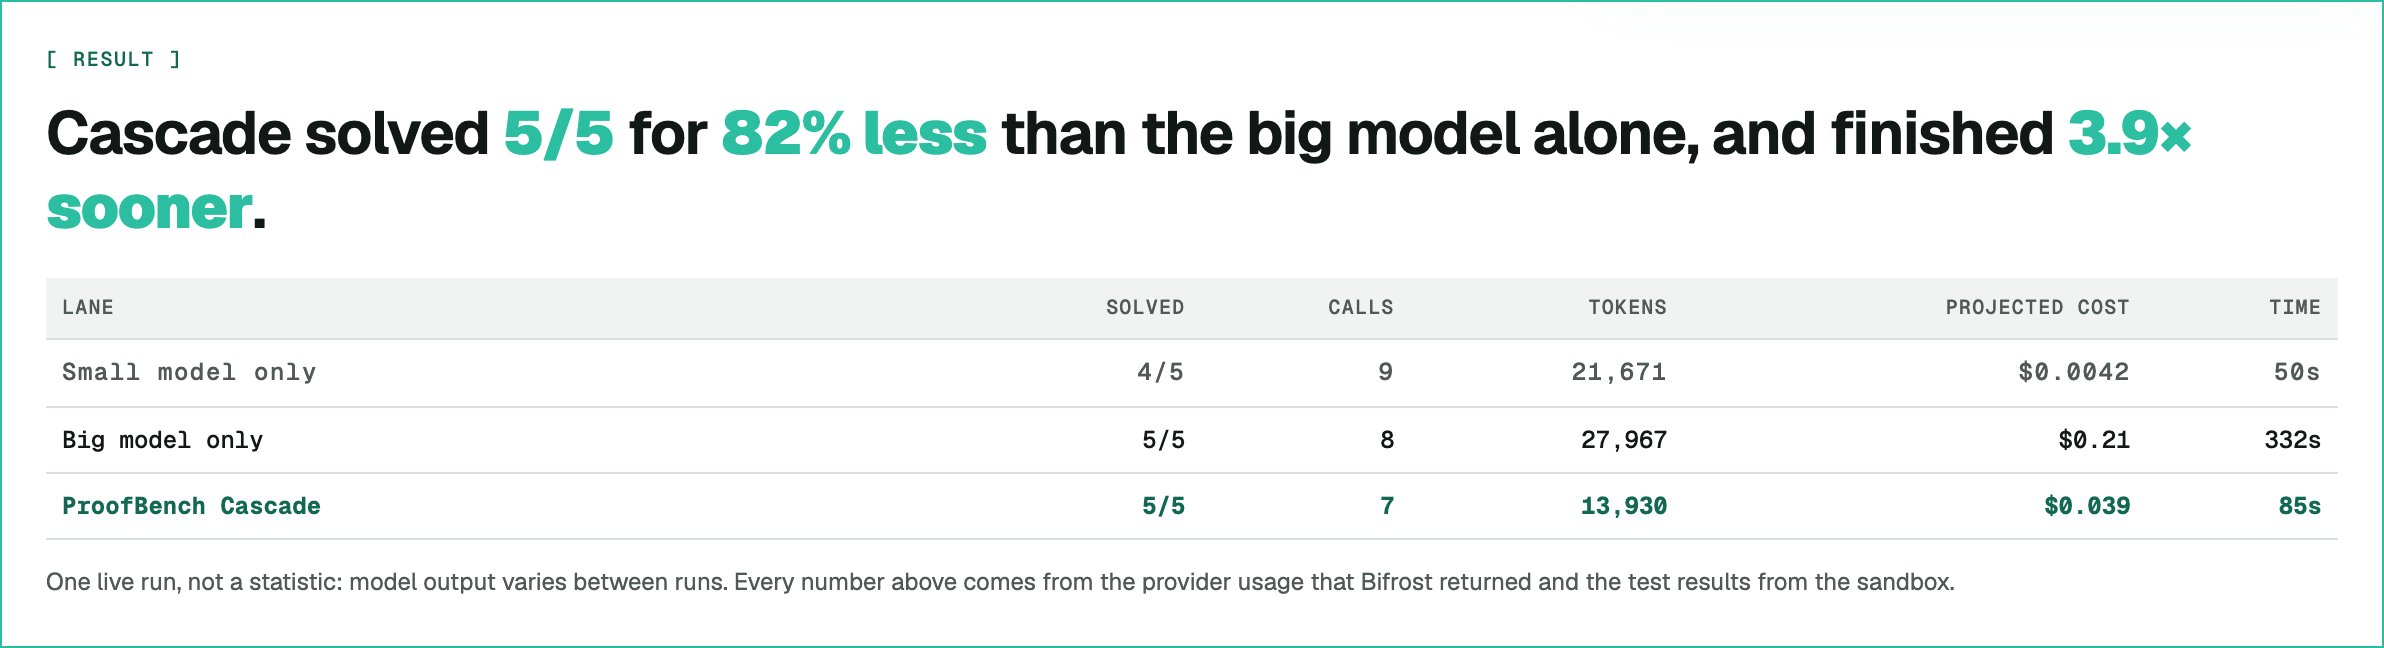 [ RESULT ]
Cascade solved 5/5 for 82% less than the big model alone, and finished 3.9×
sooner.
LANE SOLVED CALLS TOKENS PROJECTED COST TIME
Small model only 4/5 9 21,671 $0.0042 50s
Big model only 5/5 8 27,967 $0.21 332s
ProofBench Cascade 5/5 7 13,930 $0.039 85s
One live run, not a statistic: model output varies between runs. Every number above comes from the provider usage that Bifrost returned and the test results from the sandbox.